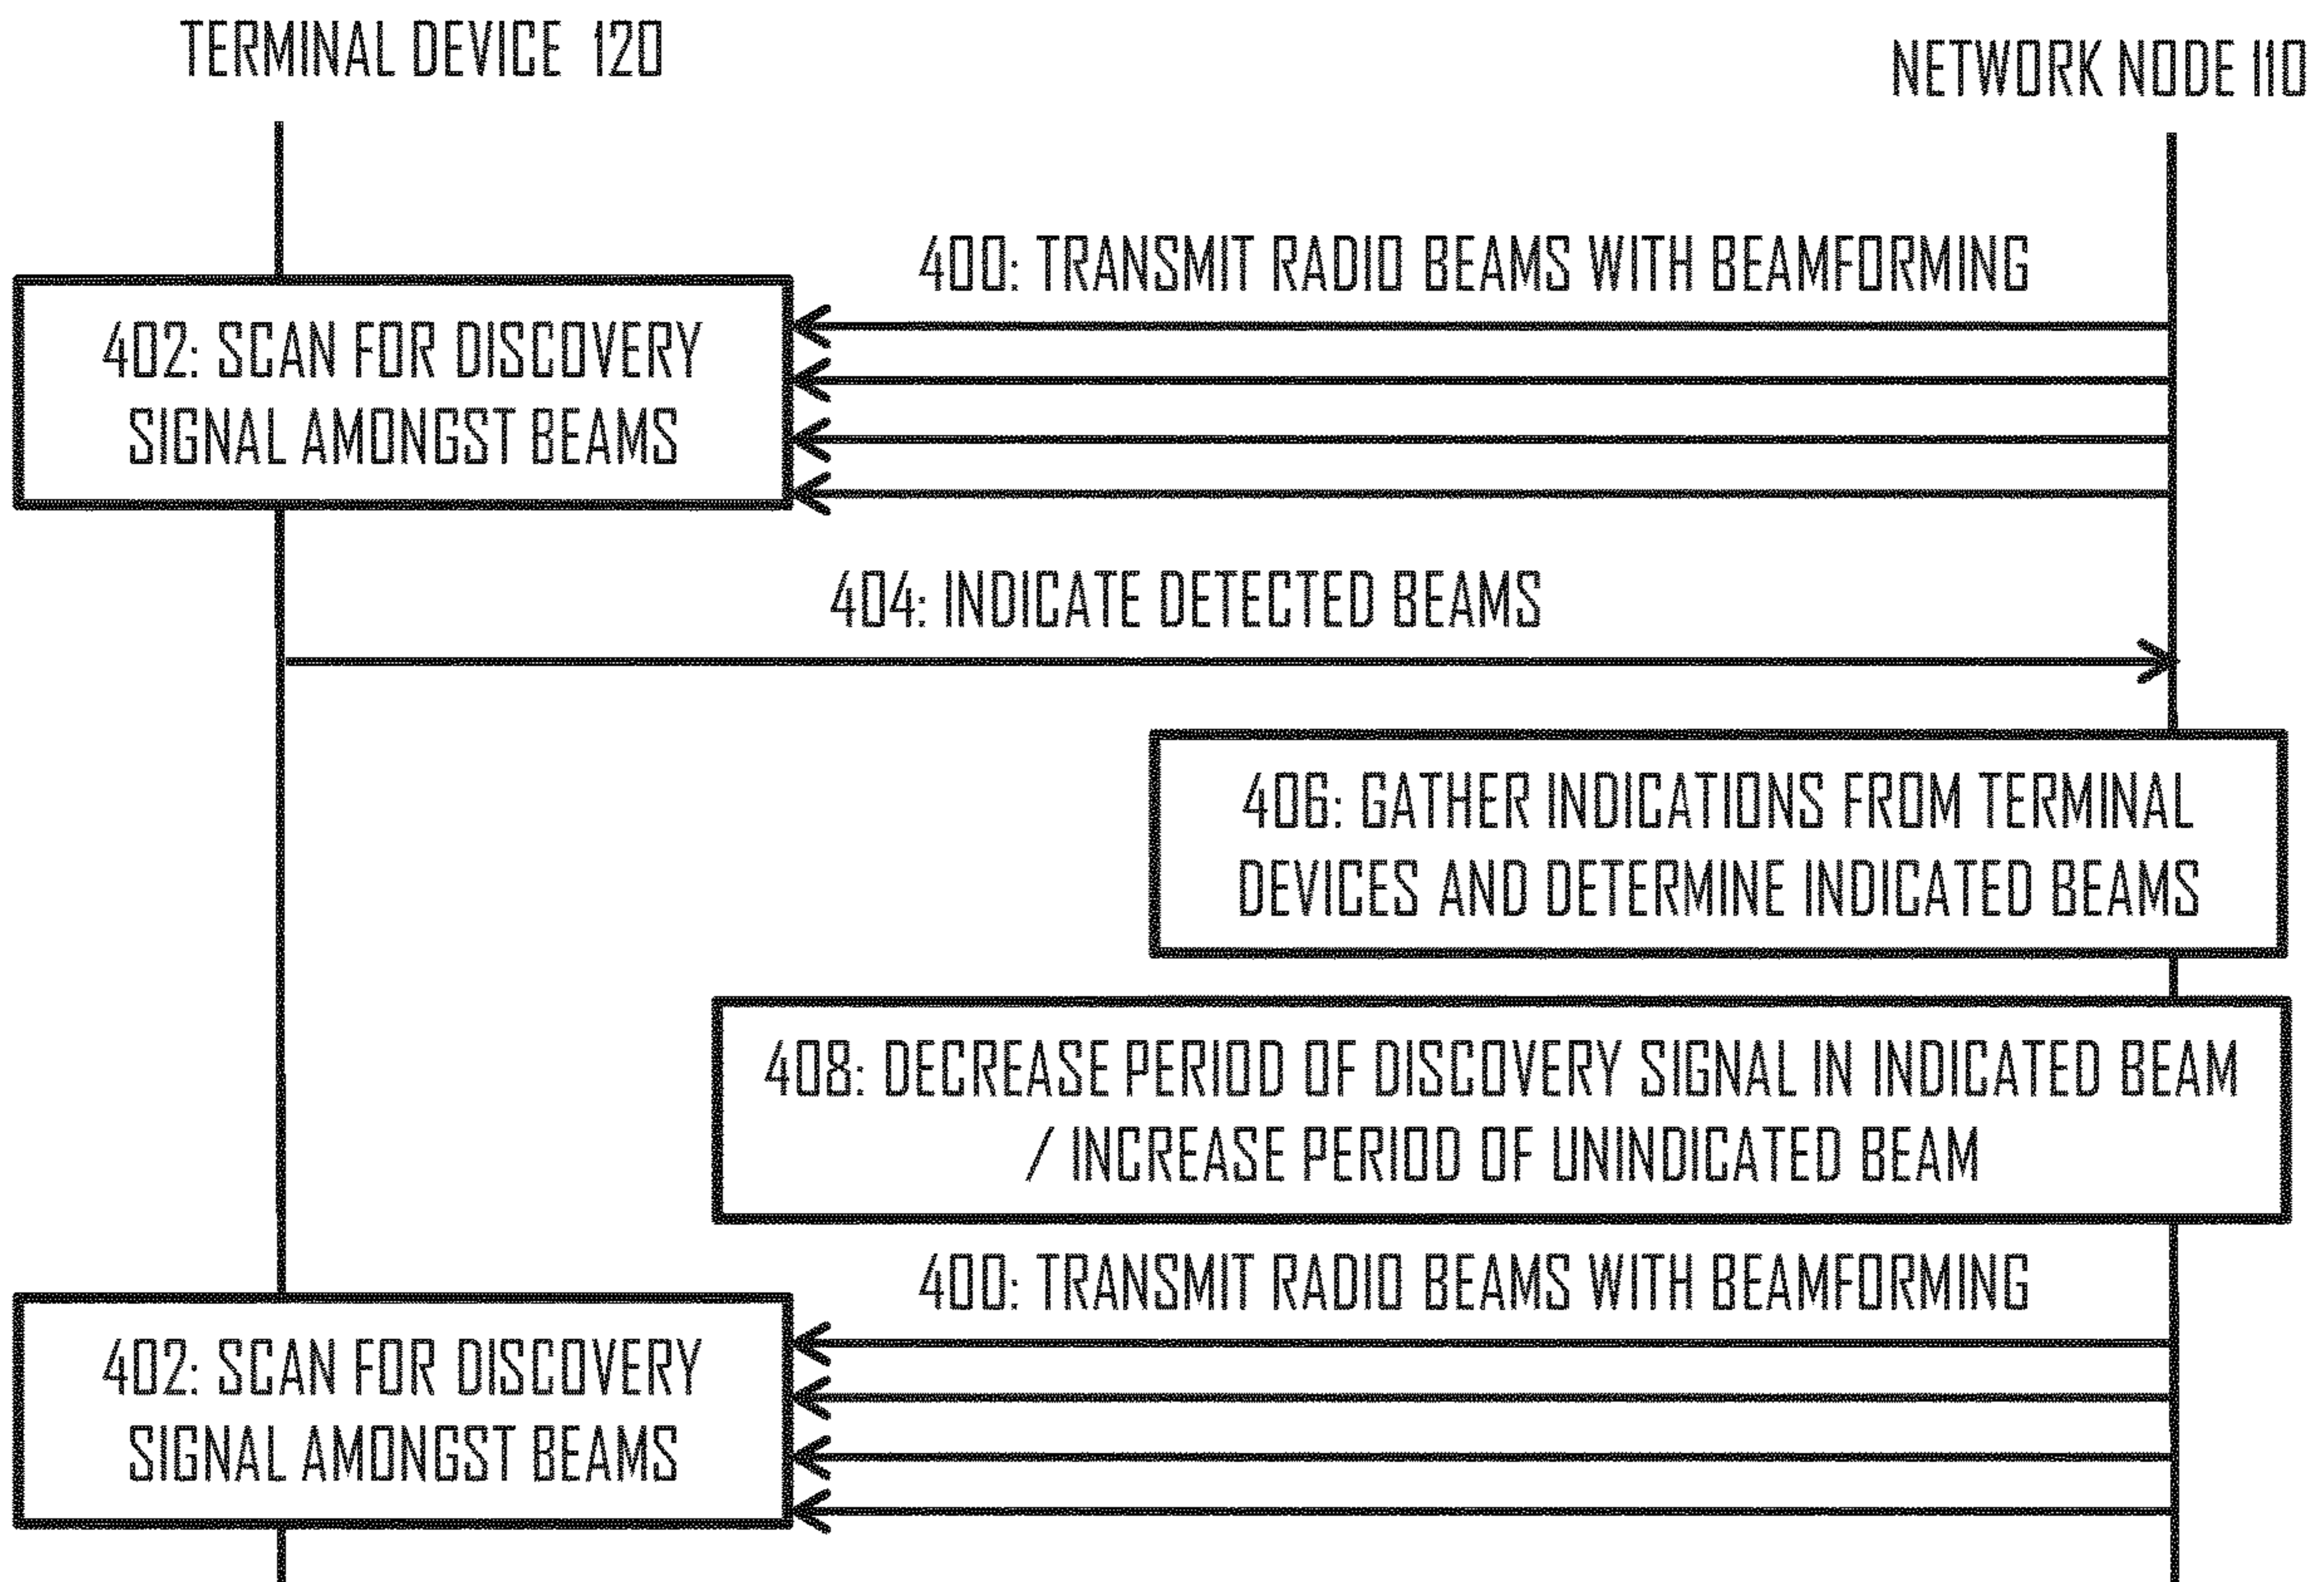 TERMINAL DEVICE 120
NETWORK NODE 110
400: TRANSMIT RADIO BEAMS WITH BEAMFORMING
402: SCAN FOR DISCOVERY
SIGNAL AMONGST BEAMS
404: INDICATE DETECTED BEAMS
406: GATHER INDICATIONS FROM TERMINAL
DEVICES AND DETERMINE INDICATED BEAMS
408: DECREASE PERIOD OF DISCOVERY SIGNAL IN INDICATED BEAM
/ INCREASE PERIOD OF UNINDICATED BEAM
400: TRANSMIT RADIO BEAMS WITH BEAMFORMING
402: SCAN FOR DISCOVERY
SIGNAL AMONGST BEAMS